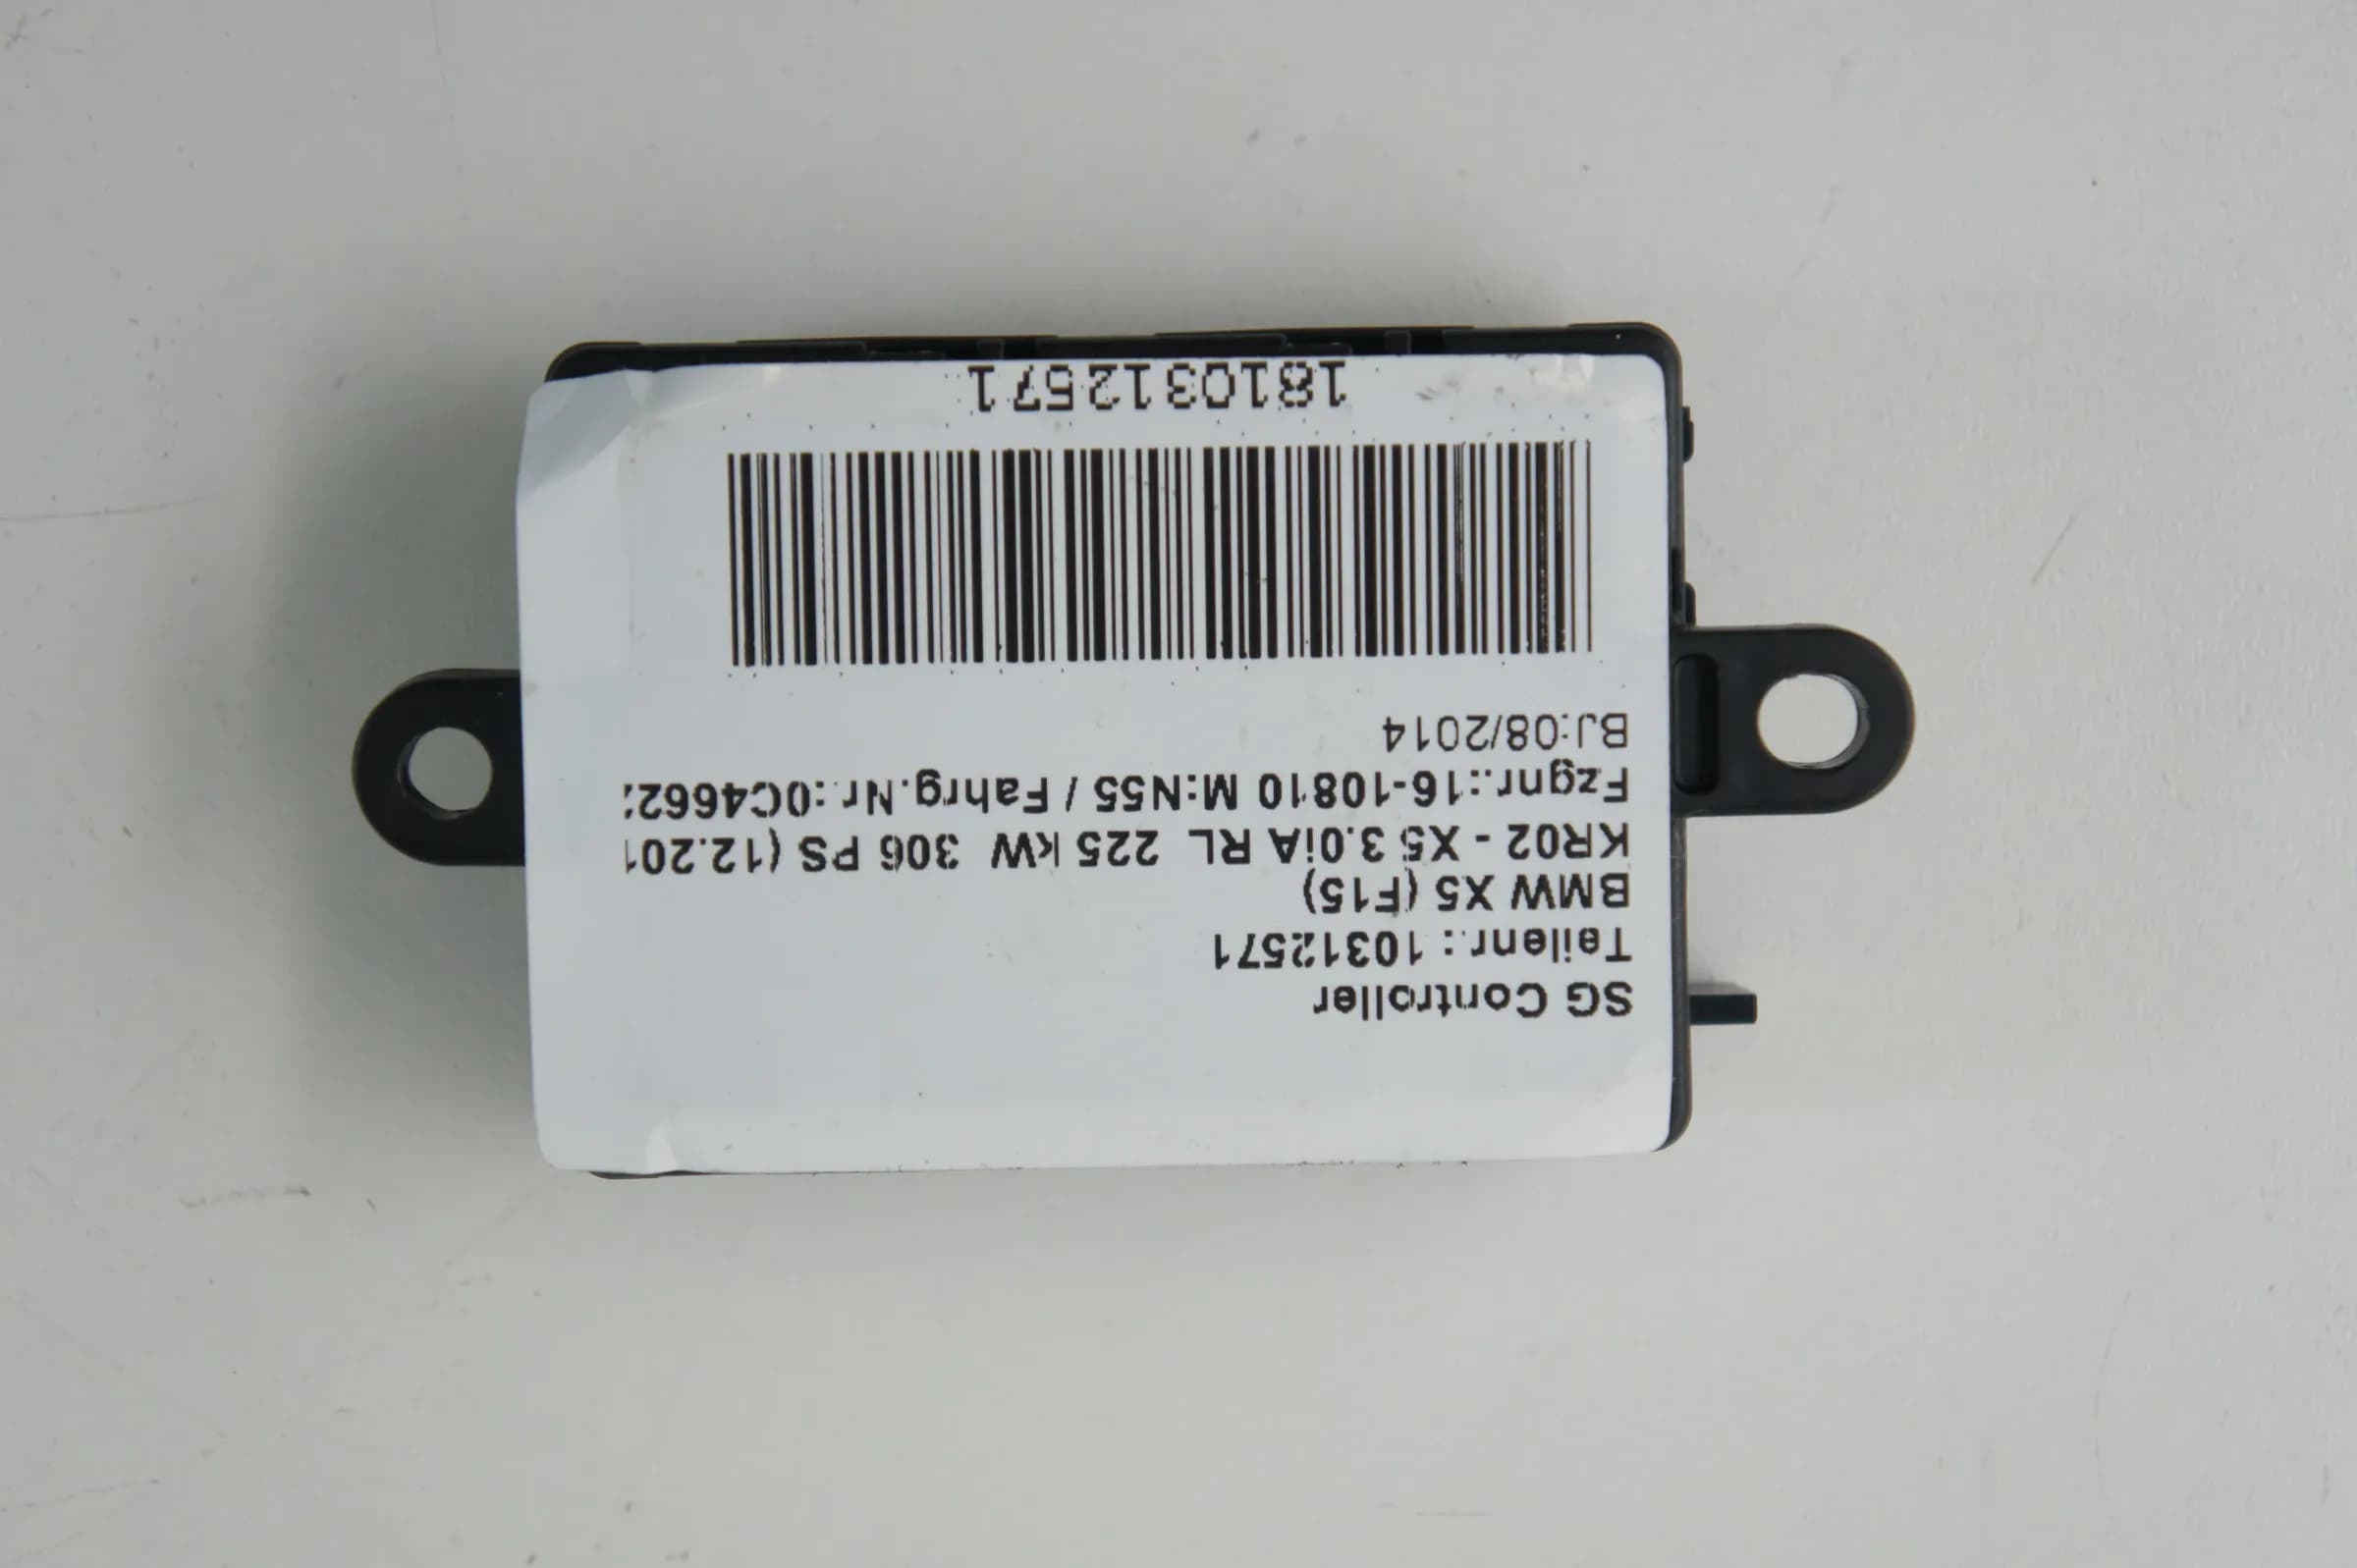 SG Controller
Teilenr.: 10312571
BMW X5 (F15)
KR02 - X5 3.0iA RL 225 kW 306 PS (12.201
Fzgnr.:16-10810 M:N55 / Fahrg.Nr.:0C4662
BJ:08/2014
1810312571